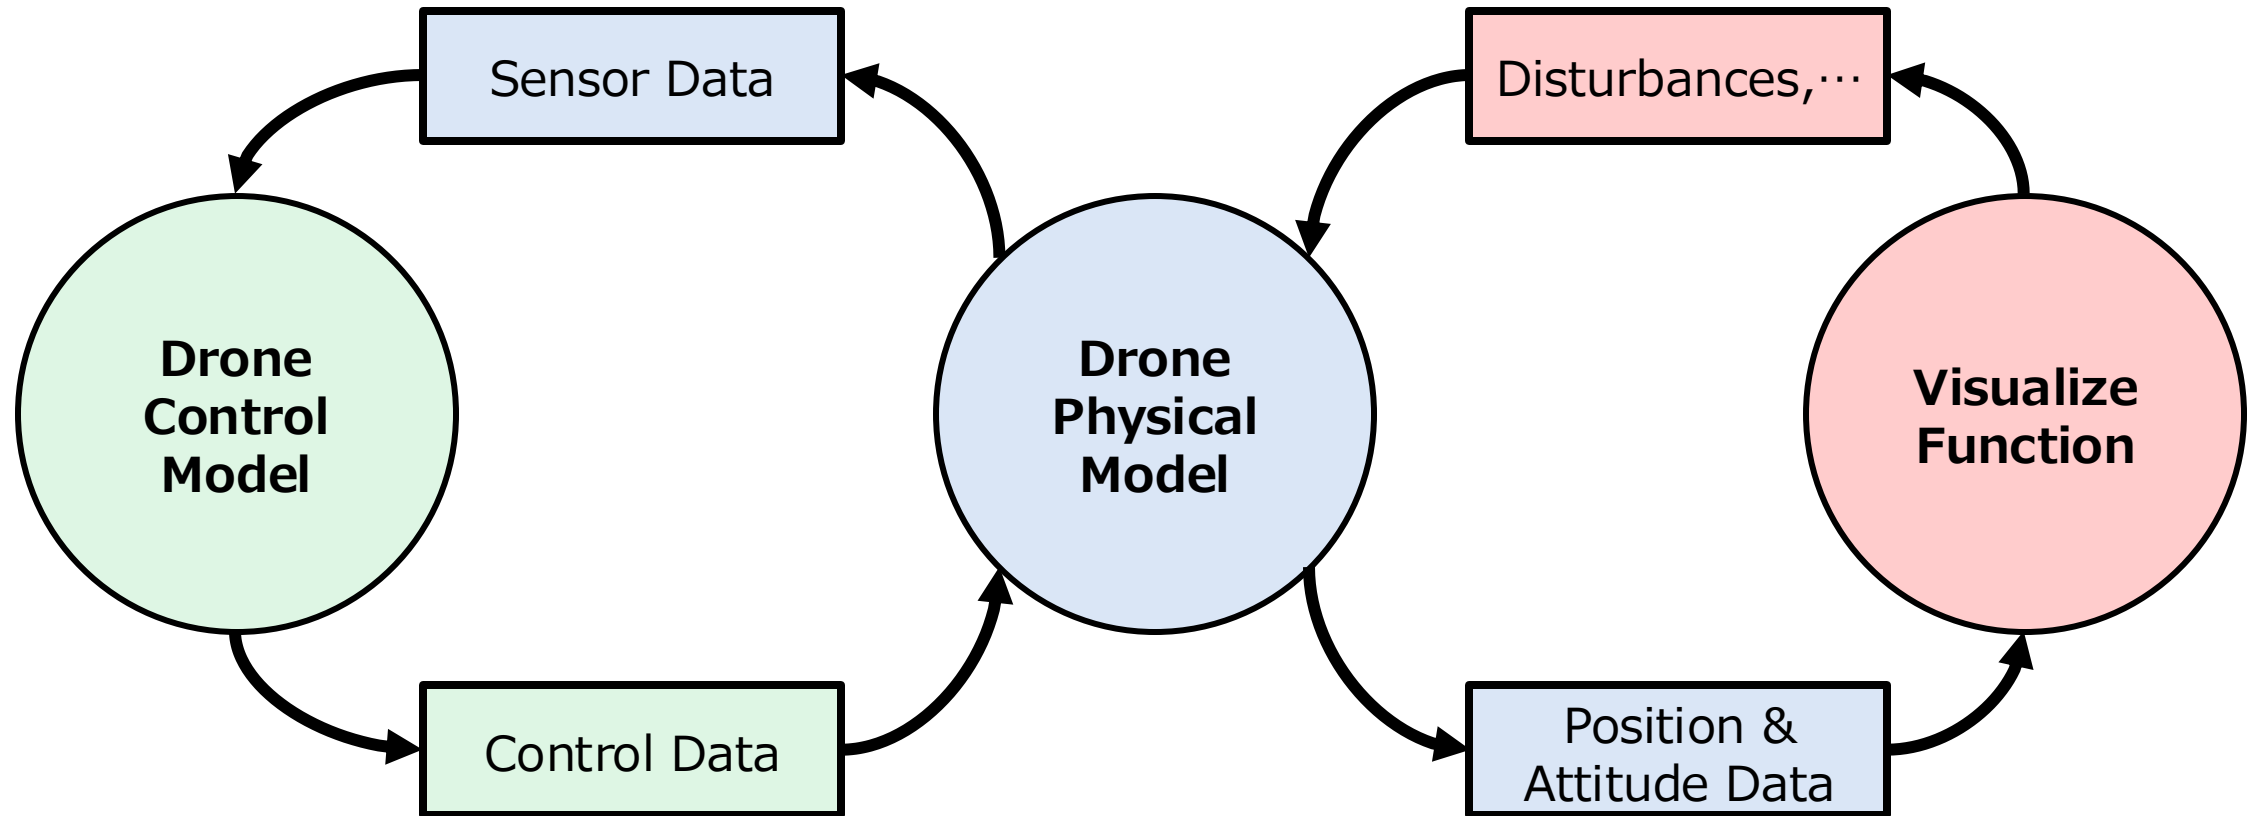 Sensor Data
Disturbances,…
Drone
Control
Model
Drone
Physical
Model
Visualize
Function
Control Data
Position &
Attitude Data